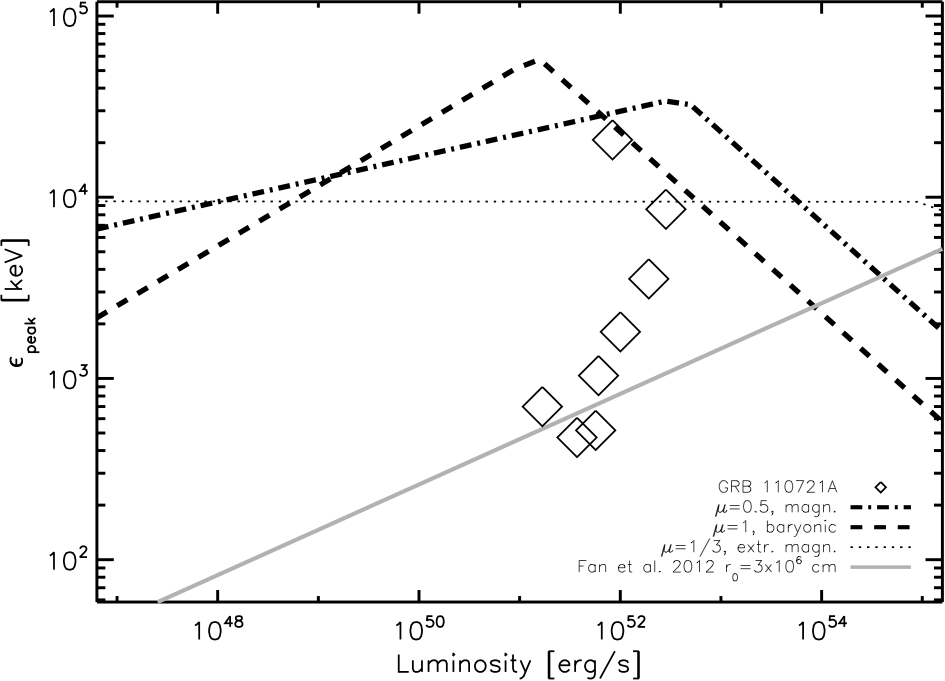 10⁵
10⁴
10³
10²
ϵpeak [keV]
GRB 110721A
μ=0.5, magn.
μ=1, baryonic
μ=1/3, extr. magn.
Fan et al. 2012 r₀=3x10⁶ cm
10⁴⁸ 10⁵⁰ 10⁵² 10⁵⁴
Luminosity [erg/s]